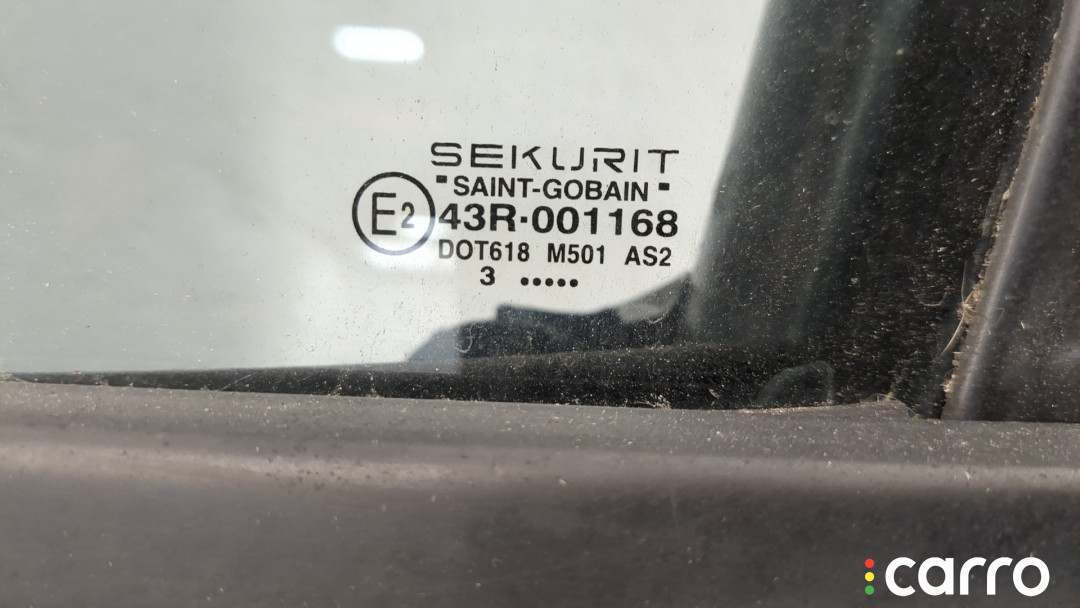 SEKURIT
" SAINT-GOBAIN "
E2 43R-001168
DOT618 M501 AS2
3 •••••
carro